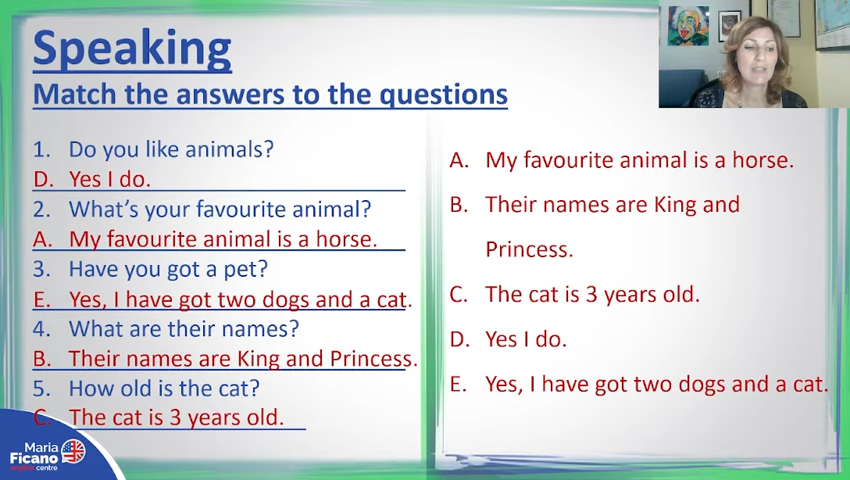 Speaking
Match the answers to the questions
1. Do you like animals?
D. Yes I do.
2. What's your favourite animal?
A. My favourite animal is a horse.
3. Have you got a pet?
E. Yes, I have got two dogs and a cat.
4. What are their names?
B. Their names are King and Princess.
5. How old is the cat?
C. The cat is 3 years old.
A. My favourite animal is a horse.
B. Their names are King and
Princess.
C. The cat is 3 years old.
D. Yes I do.
E. Yes, I have got two dogs and a cat.
Maria
Ficano
english centre